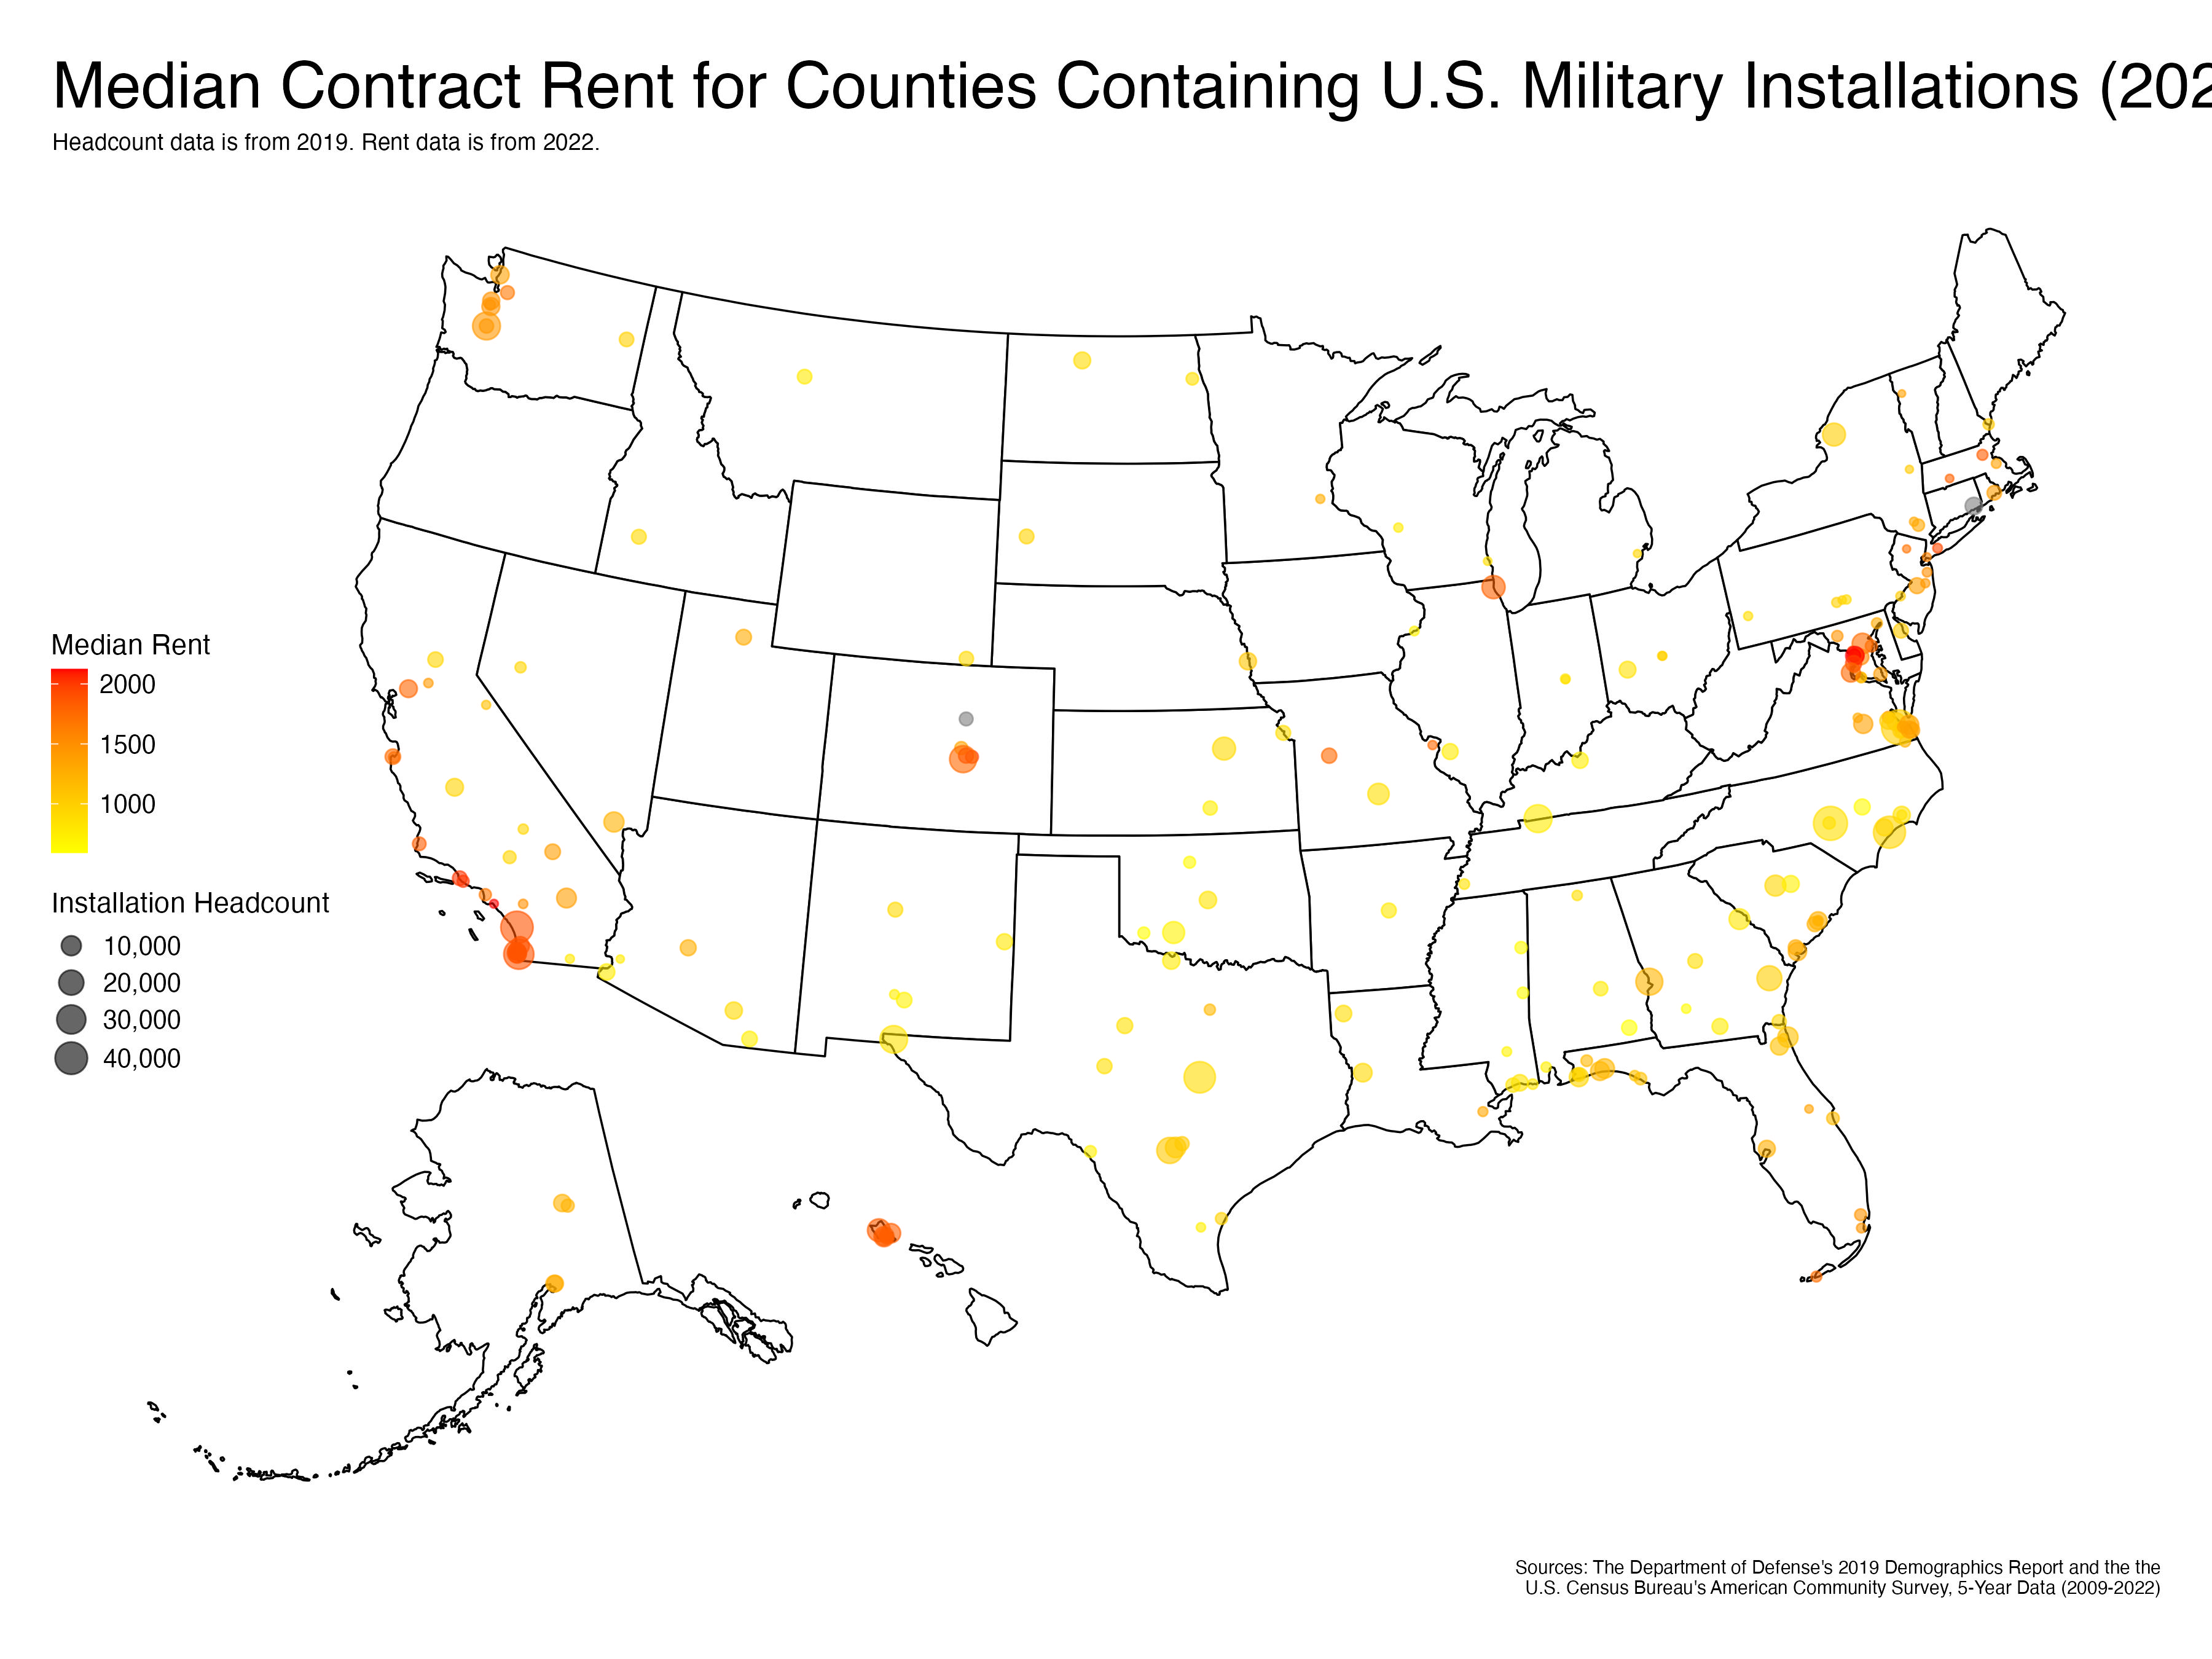 Median Contract Rent for Counties Containing U.S. Military Installations (202
Headcount data is from 2019. Rent data is from 2022.
Median Rent
2000
1500
1000
Installation Headcount
10,000
20,000
30,000
40,000
Sources: The Department of Defense's 2019 Demographics Report and the the
U.S. Census Bureau's American Community Survey, 5-Year Data (2009-2022)